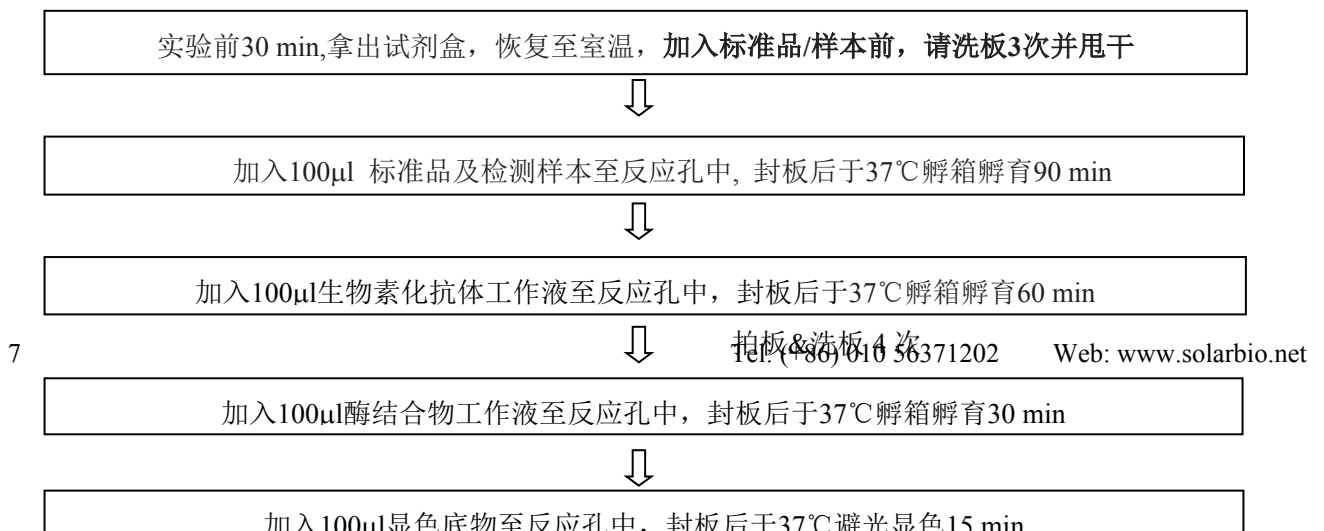 实验前30 min,拿出试剂盒，恢复至室温，加入标准品/样本前，请洗板3次并甩干
加入100μl 标准品及检测样本至反应孔中, 封板后于37℃孵箱孵育90 min
加入100μl生物素化抗体工作液至反应孔中，封板后于37℃孵箱孵育60 min
拍板&洗板 4 次
7 Tel: (+86) 010 56371202 Web: www.solarbio.net
加入100μl酶结合物工作液至反应孔中，封板后于37℃孵箱孵育30 min
加入100μl显色底物至反应孔中，封板后于37℃避光显色15 min